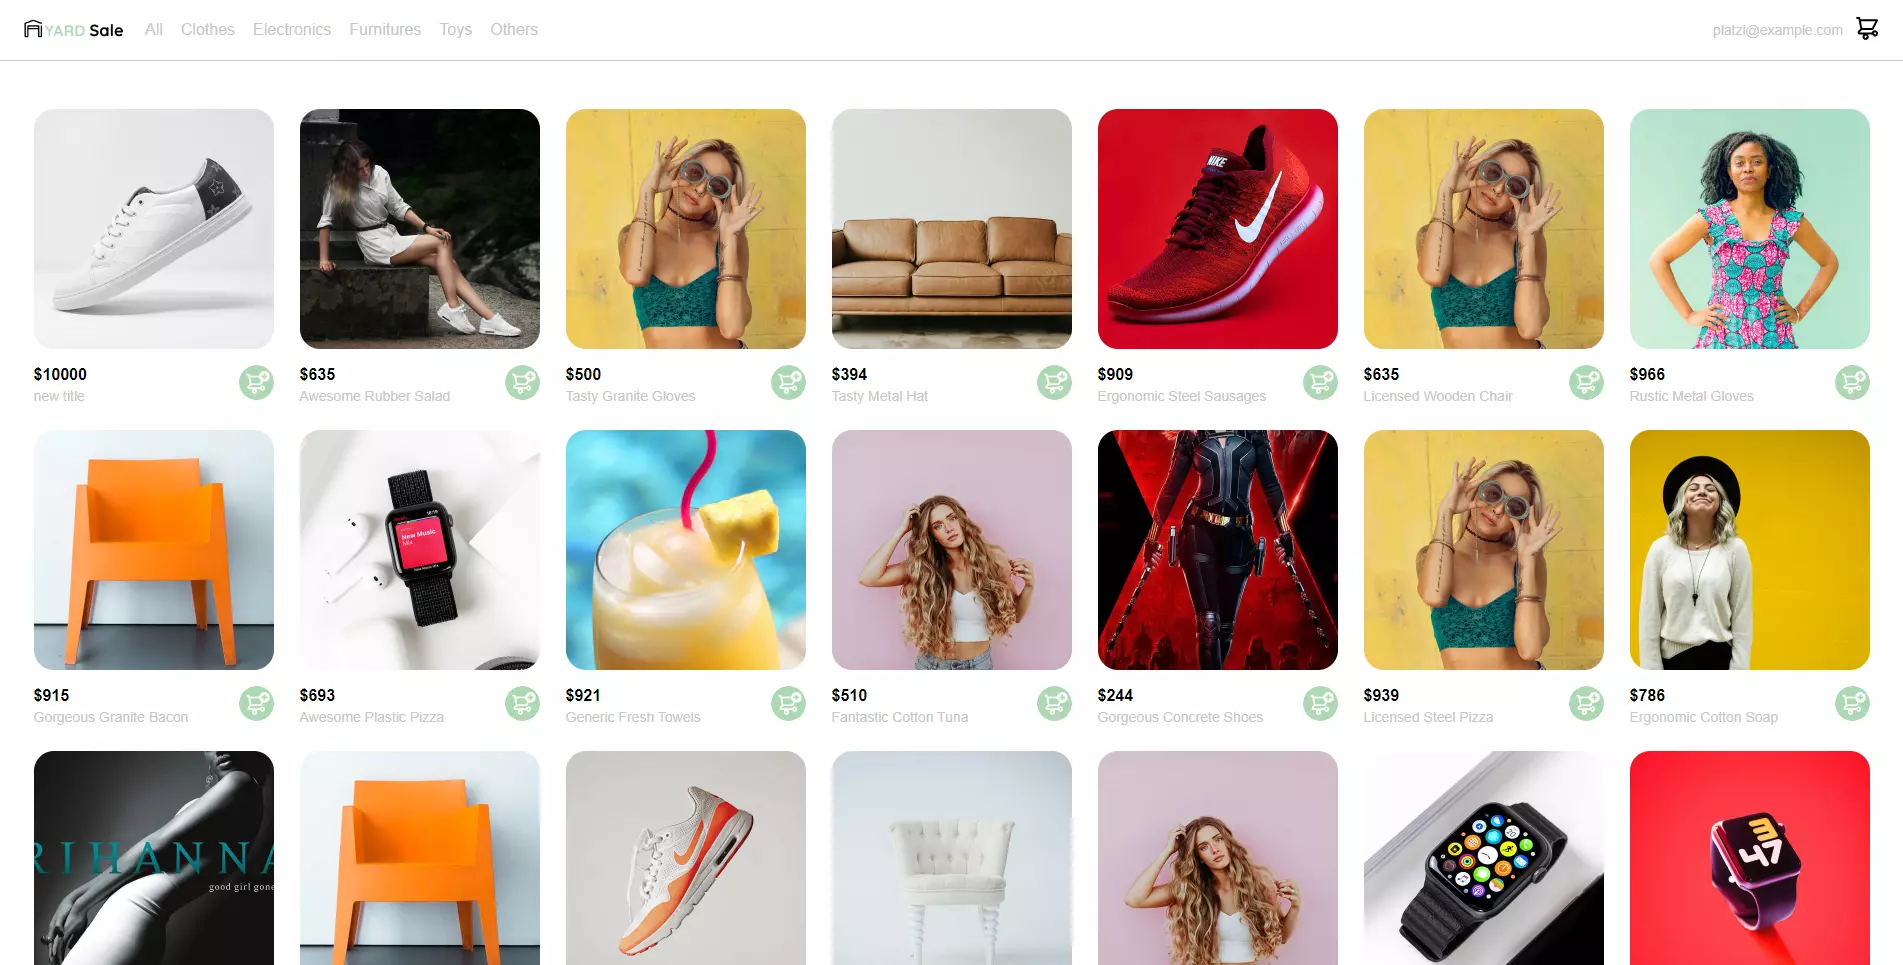 YARD Sale All Clothes Electronics Furnitures Toys Others platzi@example.com
NIKE
$10000 $635 $500 $394 $909 $635 $966
new title Awesome Rubber Salad Tasty Granite Gloves Tasty Metal Hat Ergonomic Steel Sausages Licensed Wooden Chair Rustic Metal Gloves
New Music
Mix
$915 $693 $921 $510 $244 $939 $786
Gorgeous Granite Bacon Awesome Plastic Pizza Generic Fresh Towels Fantastic Cotton Tuna Gorgeous Concrete Shoes Licensed Steel Pizza Ergonomic Cotton Soap
RIHANNA
good girl gone